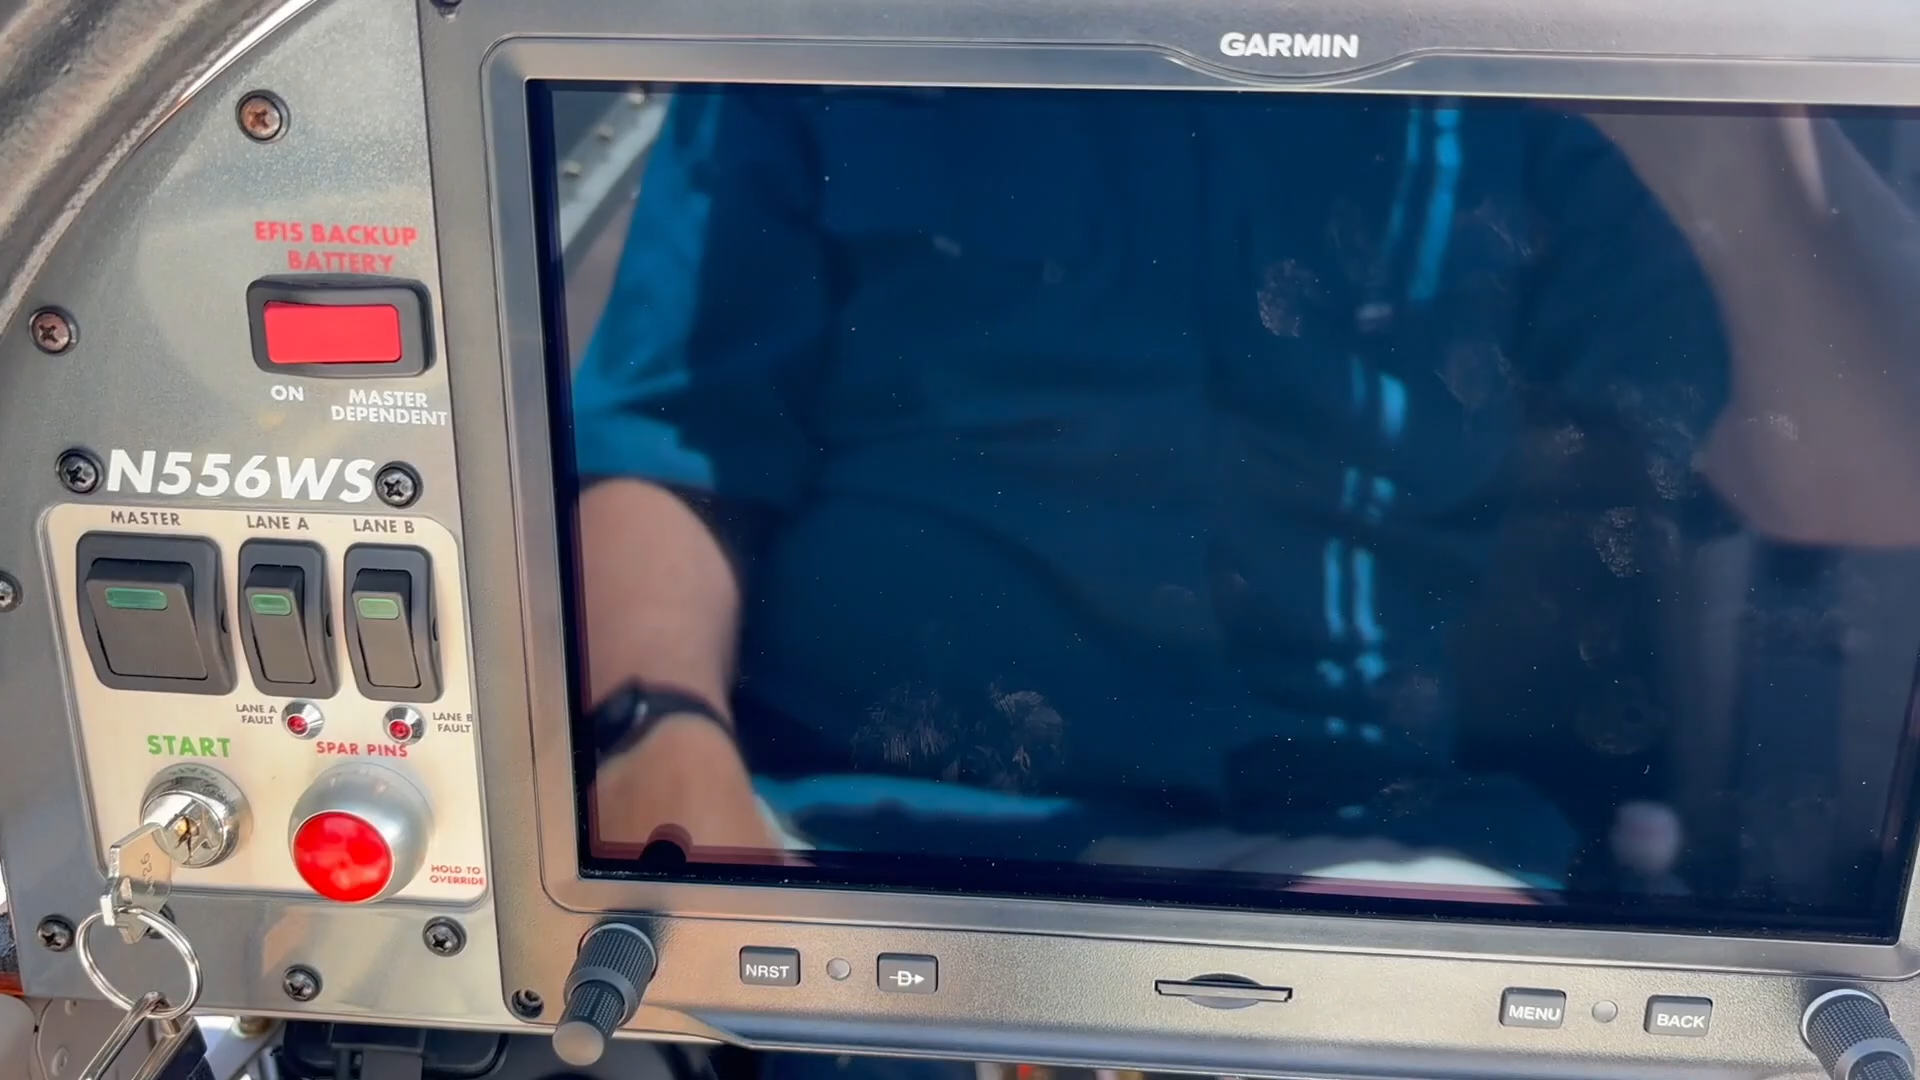 GARMIN
EFIS BACKUP
BATTERY
ON
MASTER
DEPENDENT
N556WS
MASTER
LANE A
LANE B
LANE A
FAULT
LANE B
FAULT
START
SPAR PINS
HOLD TO
OVERRIDE
NRST
D
MENU
BACK